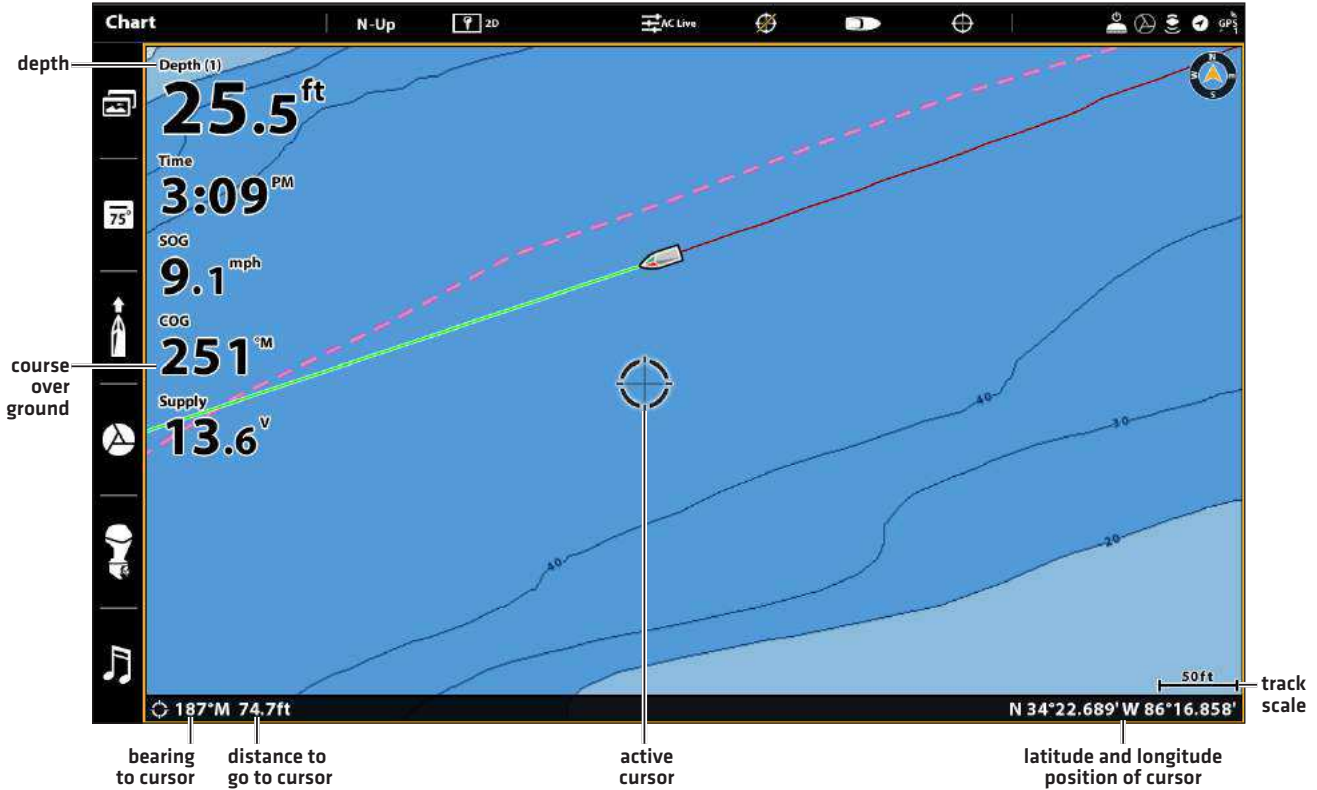 Chart
N-Up
2D
AC Live
GPS
1
depth
Depth (1)
25.5 ft
N
W
E
S
Time
3:09 PM
75°
SOG
9.1 mph
COG
251 °M
course
over
ground
Supply
13.6 V
40
30
20
40
50ft
track
scale
187°M 74.7ft
N 34°22.689' W 86°16.858'
bearing
to cursor
distance to
go to cursor
active
cursor
latitude and longitude
position of cursor